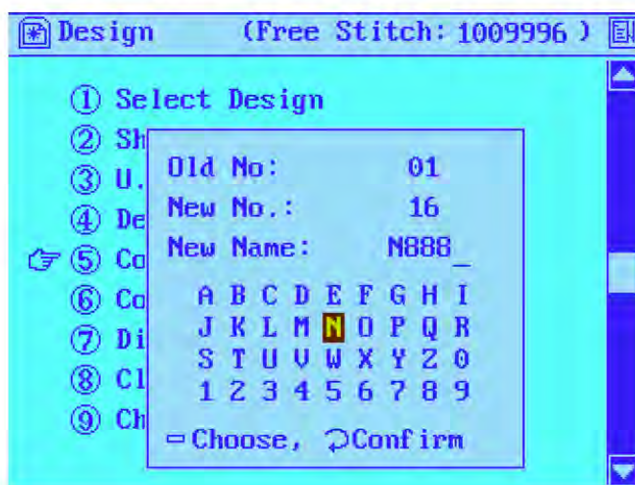 Design (Free Stitch: 1009996 )
① Select Design
② Sh
③ U.
④ De
⑤ Co
⑥ Co
⑦ Di
⑧ Cl
⑨ Ch
Old No: 01
New No.: 16
New Name: N888_
A B C D E F G H I
J K L M N O P Q R
S T U V W X Y Z 0
1 2 3 4 5 6 7 8 9
Choose, Confirm